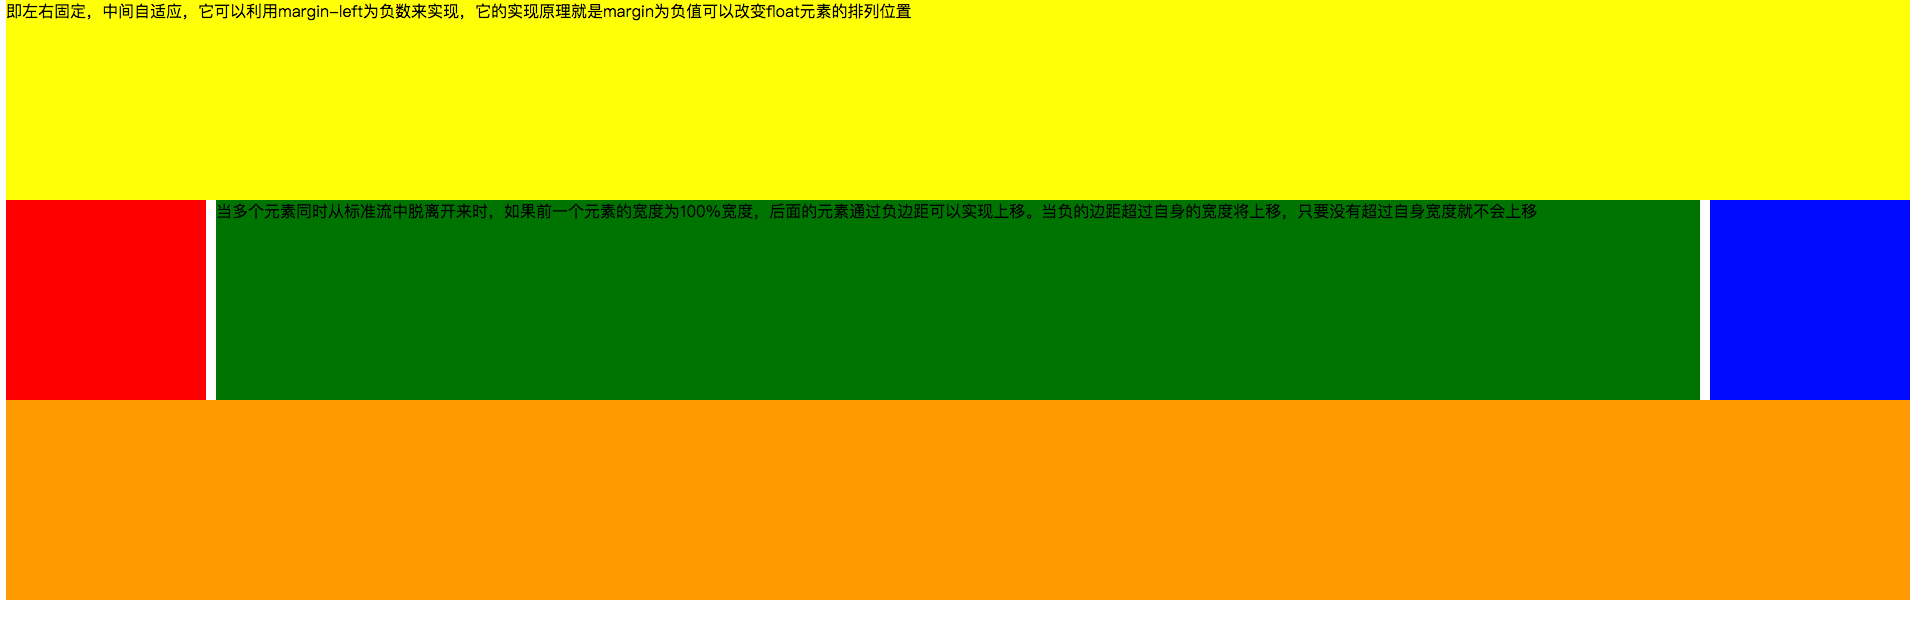 即左右固定，中间自适应，它可以利用margin-left为负数来实现，它的实现原理就是margin为负值可以改变float元素的排列位置
当多个元素同时从标准流中脱离开来时，如果前一个元素的宽度为100%宽度，后面的元素通过负边距可以实现上移。当负的边距超过自身的宽度将上移，只要没有超过自身宽度就不会上移